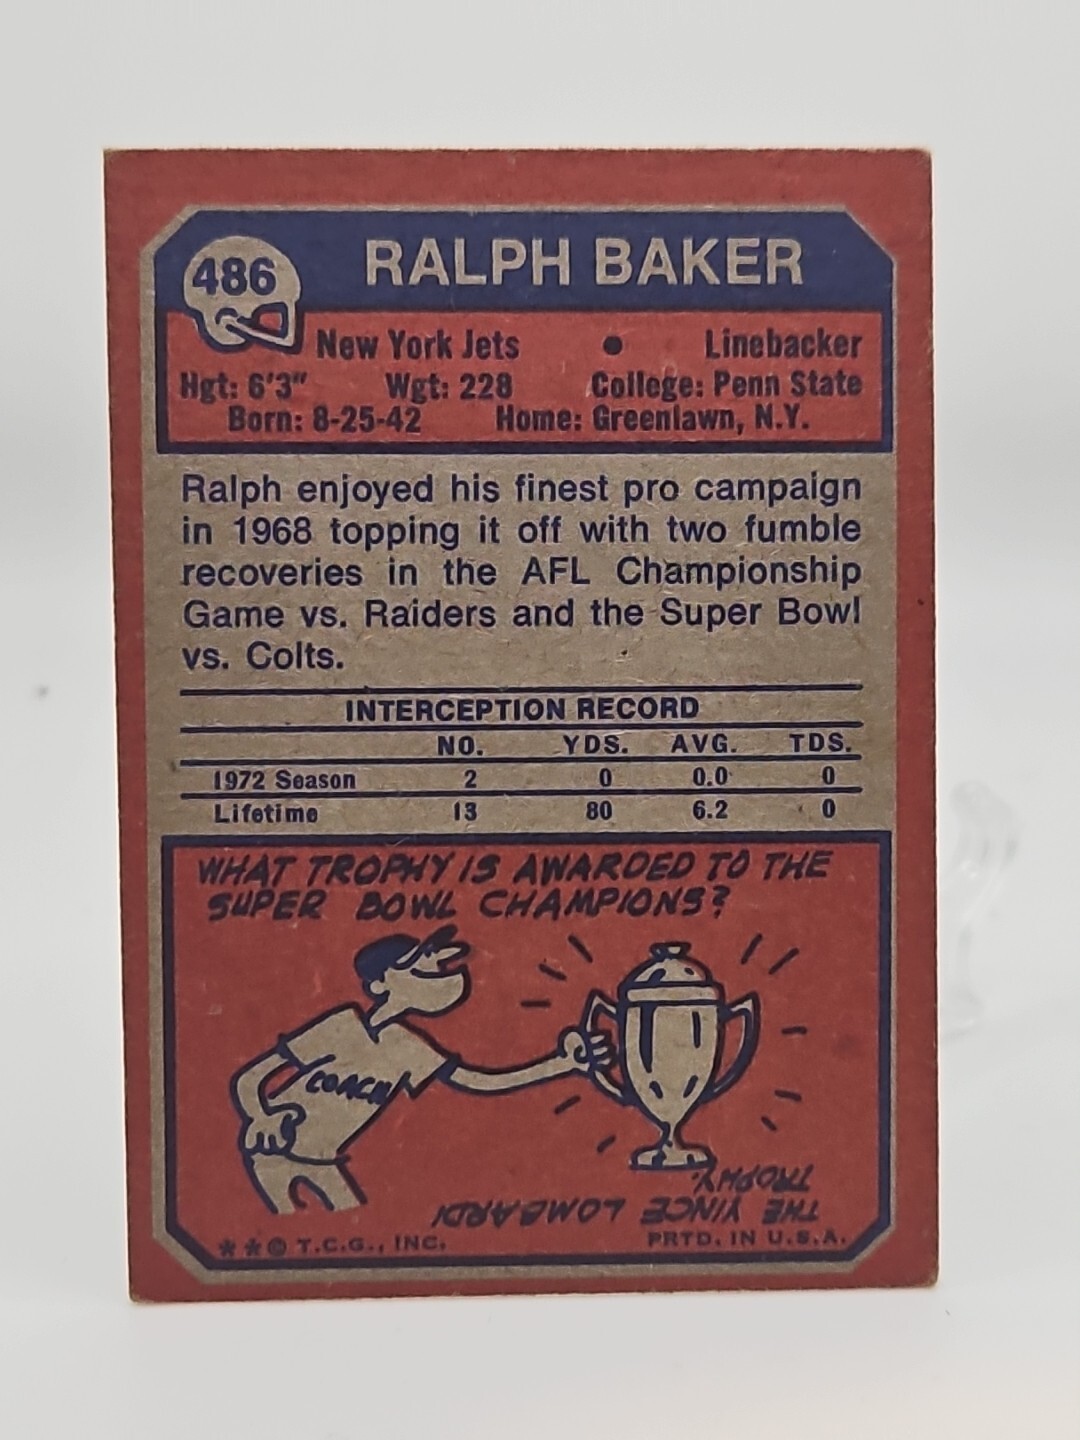 486
RALPH BAKER
New York Jets ● Linebacker
Hgt: 6'3" Wgt: 228 College: Penn State
Born: 8-25-42 Home: Greenlawn, N.Y.
Ralph enjoyed his finest pro campaign
in 1968 topping it off with two fumble
recoveries in the AFL Championship
Game vs. Raiders and the Super Bowl
vs. Colts.
INTERCEPTION RECORD
NO. YDS. AVG. TDS.
1972 Season 2 0 0.0 0
Lifetime 13 80 6.2 0
WHAT TROPHY IS AWARDED TO THE
SUPER BOWL CHAMPIONS?
COACH
THE VINCE LOMBARDI
TROPHY.
**© T.C.G., INC. PRTD. IN U.S.A.